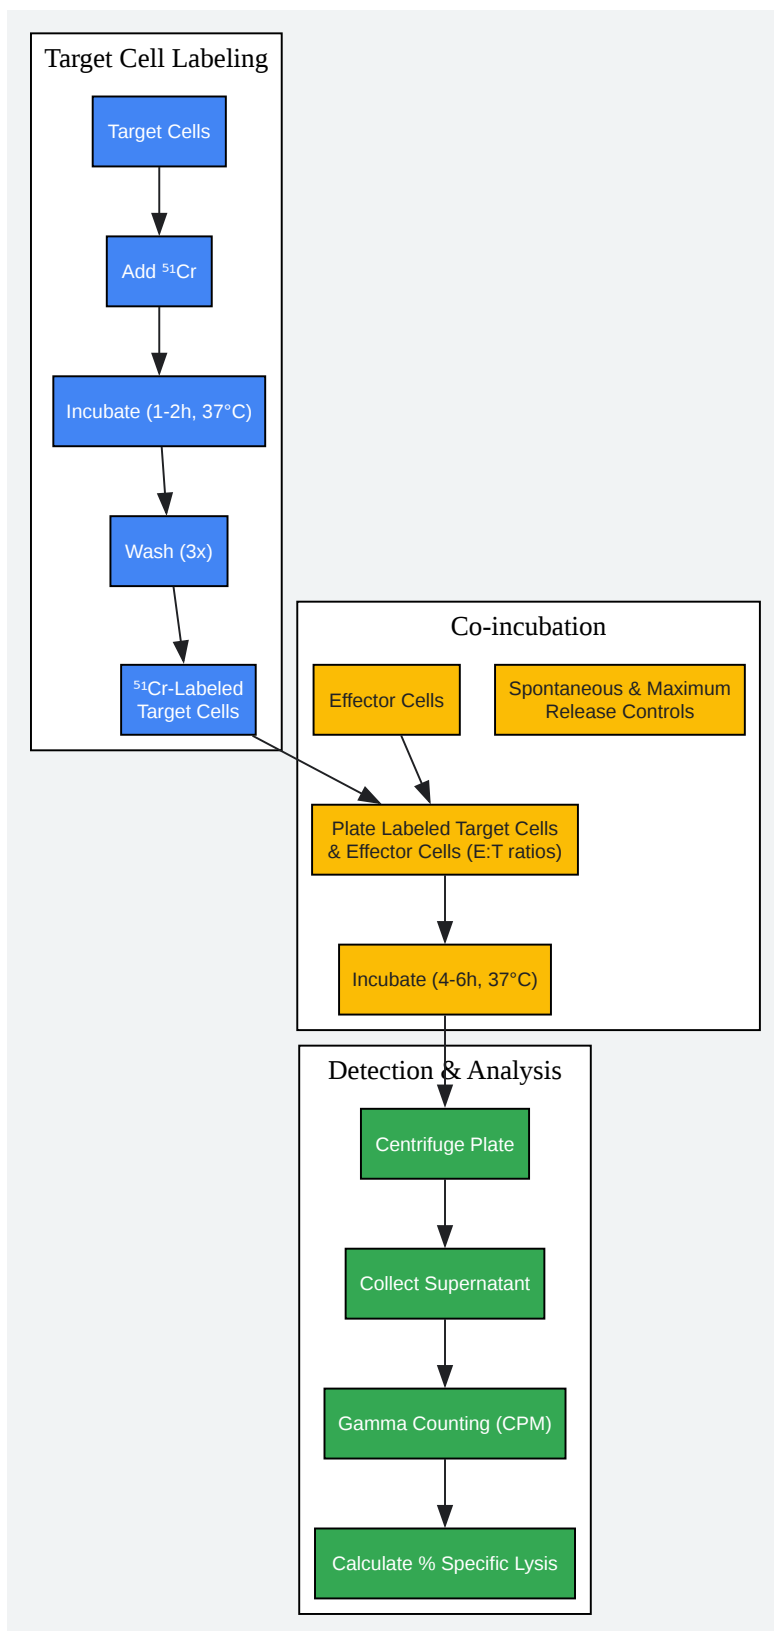 Target Cell Labeling
Target Cells
Add ⁵¹Cr
Incubate (1-2h, 37°C)
Wash (3x)
⁵¹Cr-Labeled
Target Cells
Co-incubation
Effector Cells
Spontaneous & Maximum
Release Controls
Plate Labeled Target Cells
& Effector Cells (E:T ratios)
Incubate (4-6h, 37°C)
Detection & Analysis
Centrifuge Plate
Collect Supernatant
Gamma Counting (CPM)
Calculate % Specific Lysis